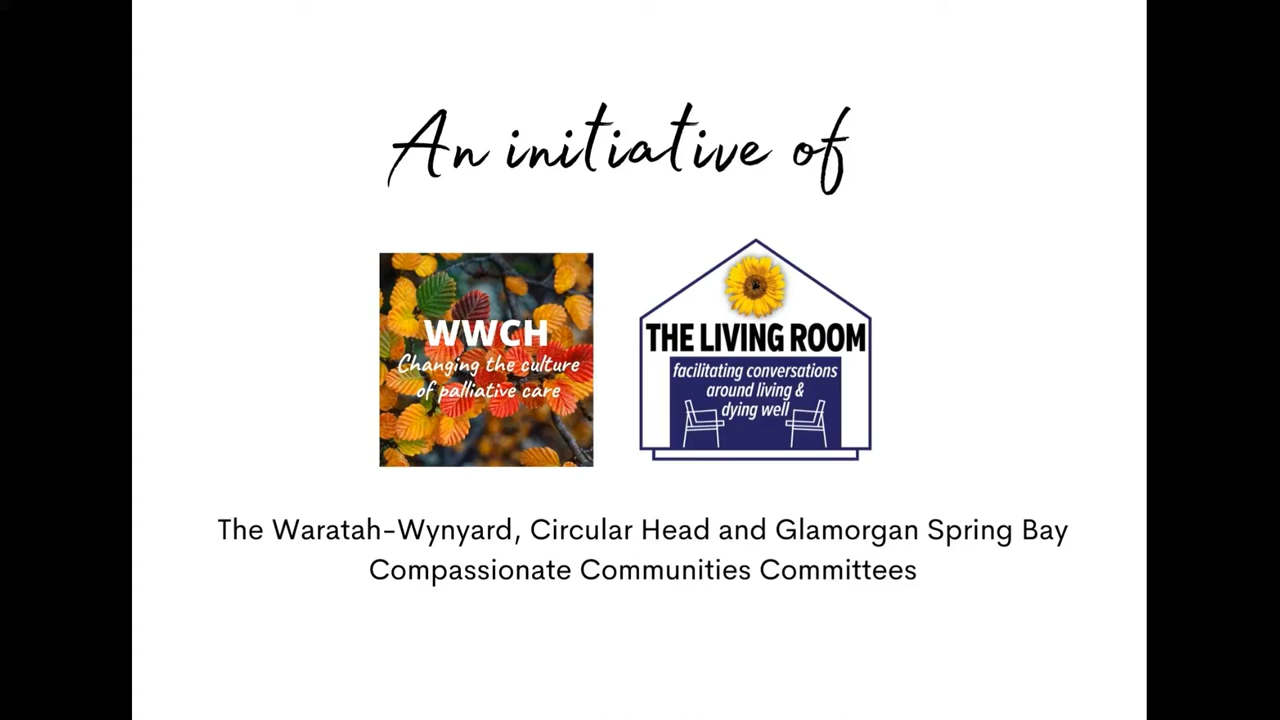 An initiative of
WWCH
Changing the culture
of palliative care
THE LIVING ROOM
facilitating conversations
around living &
dying well
The Waratah-Wynyard, Circular Head and Glamorgan Spring Bay
Compassionate Communities Committees